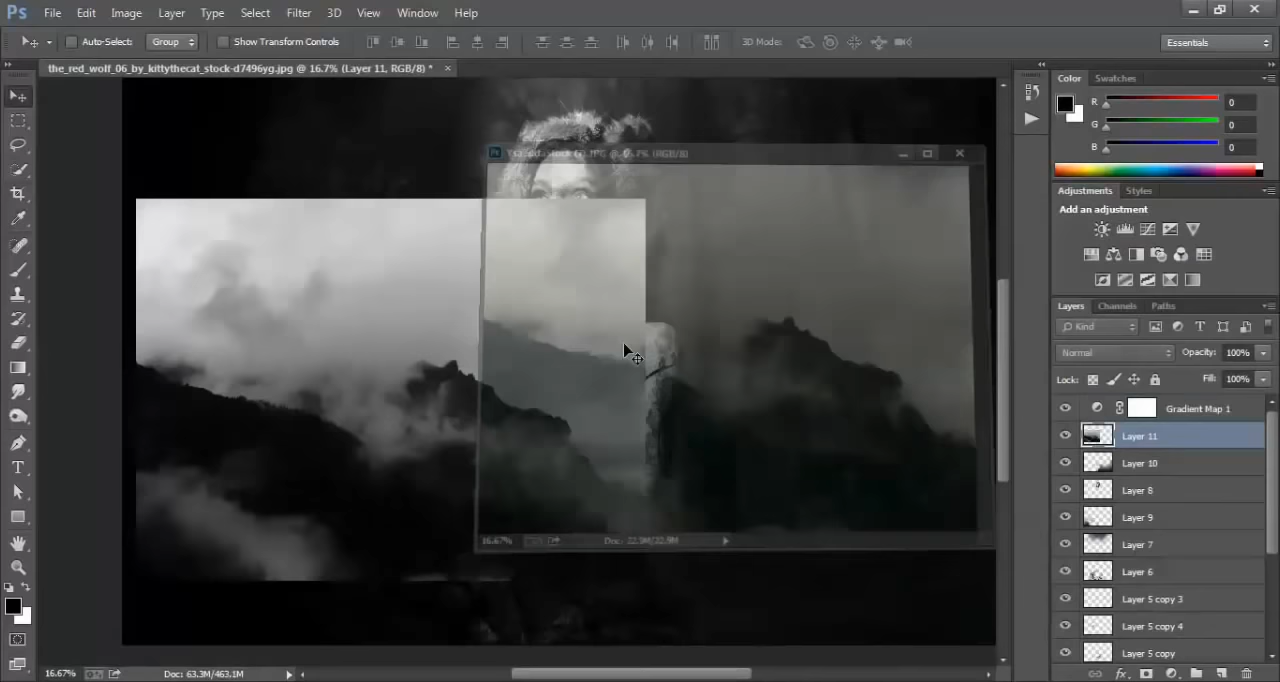 Ps File Edit Image Layer Type Select Filter 3D View Window Help
Auto-Select: Group Show Transform Controls 3D Mode: Essentials
the_red_wolf_06_by_kittythecat_stock-d7496yg.jpg @ 16.7% (Layer 11, RGB/8) * ×
Color Swatches
R 0
G 0
B 0
(RGB/8)
Adjustments Styles
Add an adjustment
Layers Channels Paths
Kind
Normal Opacity: 100%
Lock: Fill: 100%
Gradient Map 1
Layer 11
Layer 10
Layer 8
Layer 9
Layer 7
Layer 6
Layer 5 copy 3
Layer 5 copy 4
Layer 5 copy
16.67% Doc: 22.9M/22.9M
16.67% Doc: 63.3M/463.1M